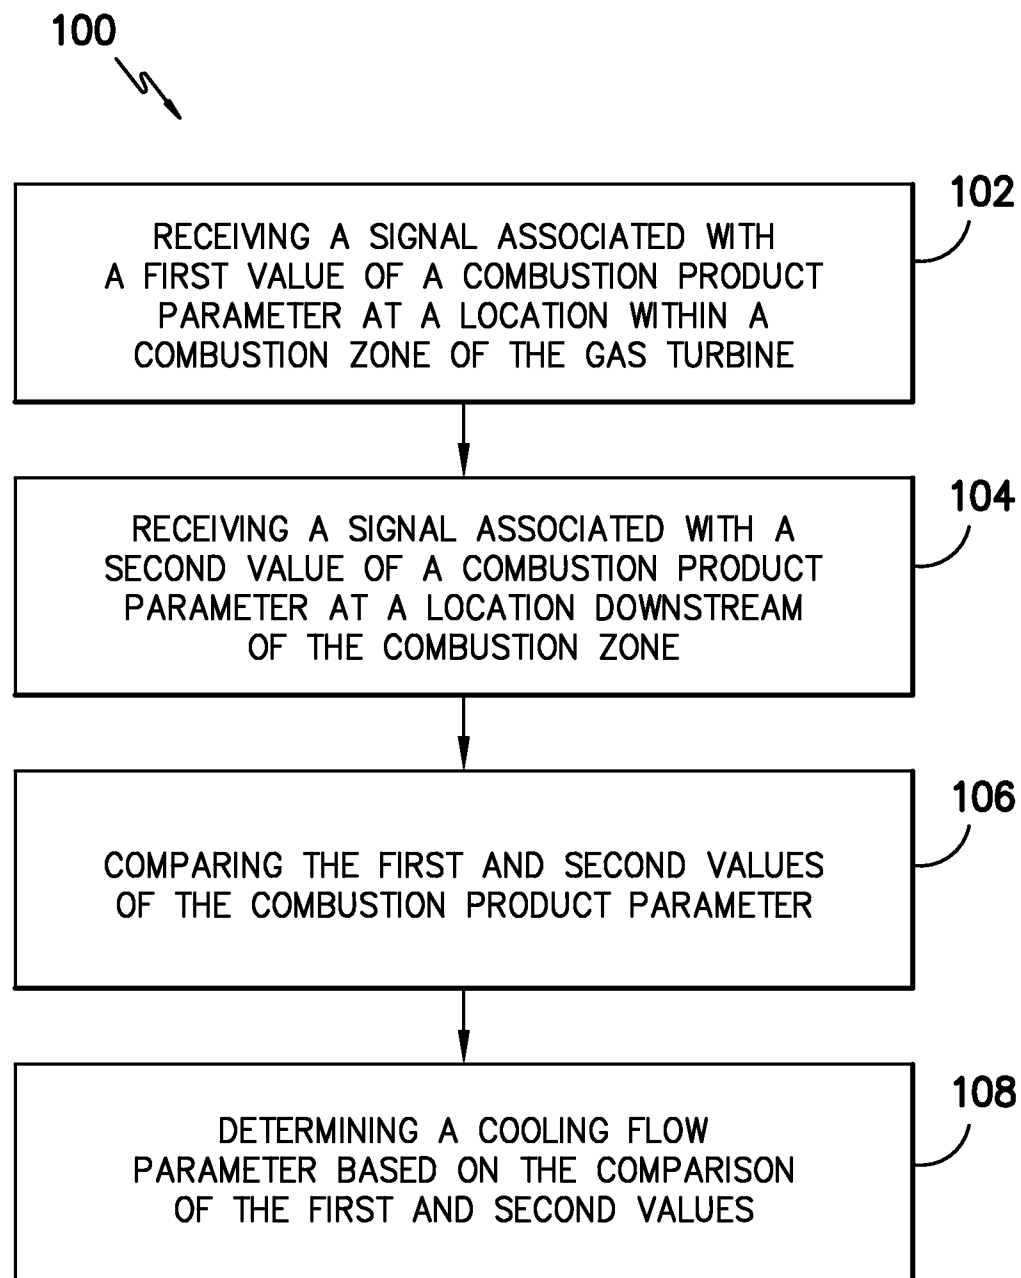 100
102
RECEIVING A SIGNAL ASSOCIATED WITH
A FIRST VALUE OF A COMBUSTION PRODUCT
PARAMETER AT A LOCATION WITHIN A
COMBUSTION ZONE OF THE GAS TURBINE
104
RECEIVING A SIGNAL ASSOCIATED WITH A
SECOND VALUE OF A COMBUSTION PRODUCT
PARAMETER AT A LOCATION DOWNSTREAM
OF THE COMBUSTION ZONE
106
COMPARING THE FIRST AND SECOND VALUES
OF THE COMBUSTION PRODUCT PARAMETER
108
DETERMINING A COOLING FLOW
PARAMETER BASED ON THE COMPARISON
OF THE FIRST AND SECOND VALUES